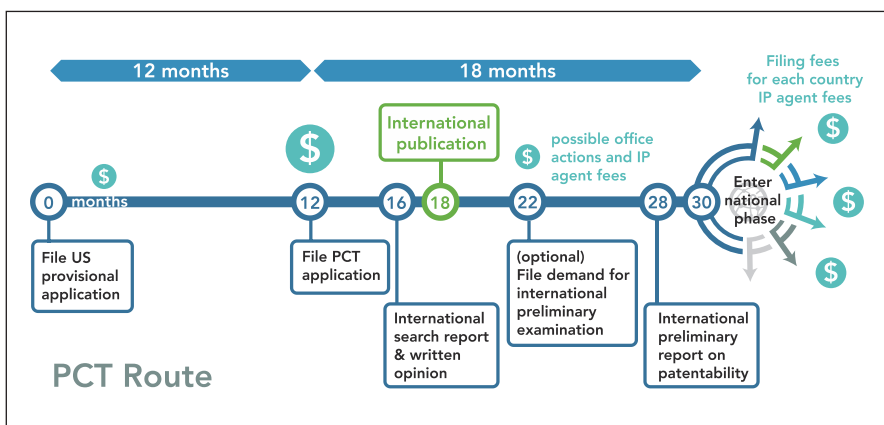 12 months
18 months
Filing fees
for each country
IP agent fees
$
$
International
publication
$
possible office
actions and IP
agent fees
$
$
$
0
months
12
16
18
22
28
30
Enter
national
phase
File US
provisional
application
File PCT
application
International
search report
& written
opinion
(optional)
File demand for
international
preliminary
examination
International
preliminary
report on
patentability
PCT Route